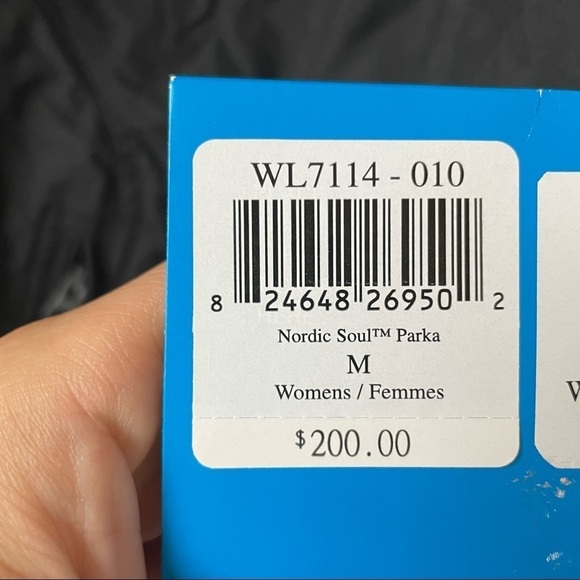 WL7114 - 010
8 24648 26950 2
Nordic Soul™ Parka
M
Womens / Femmes
$200.00
W